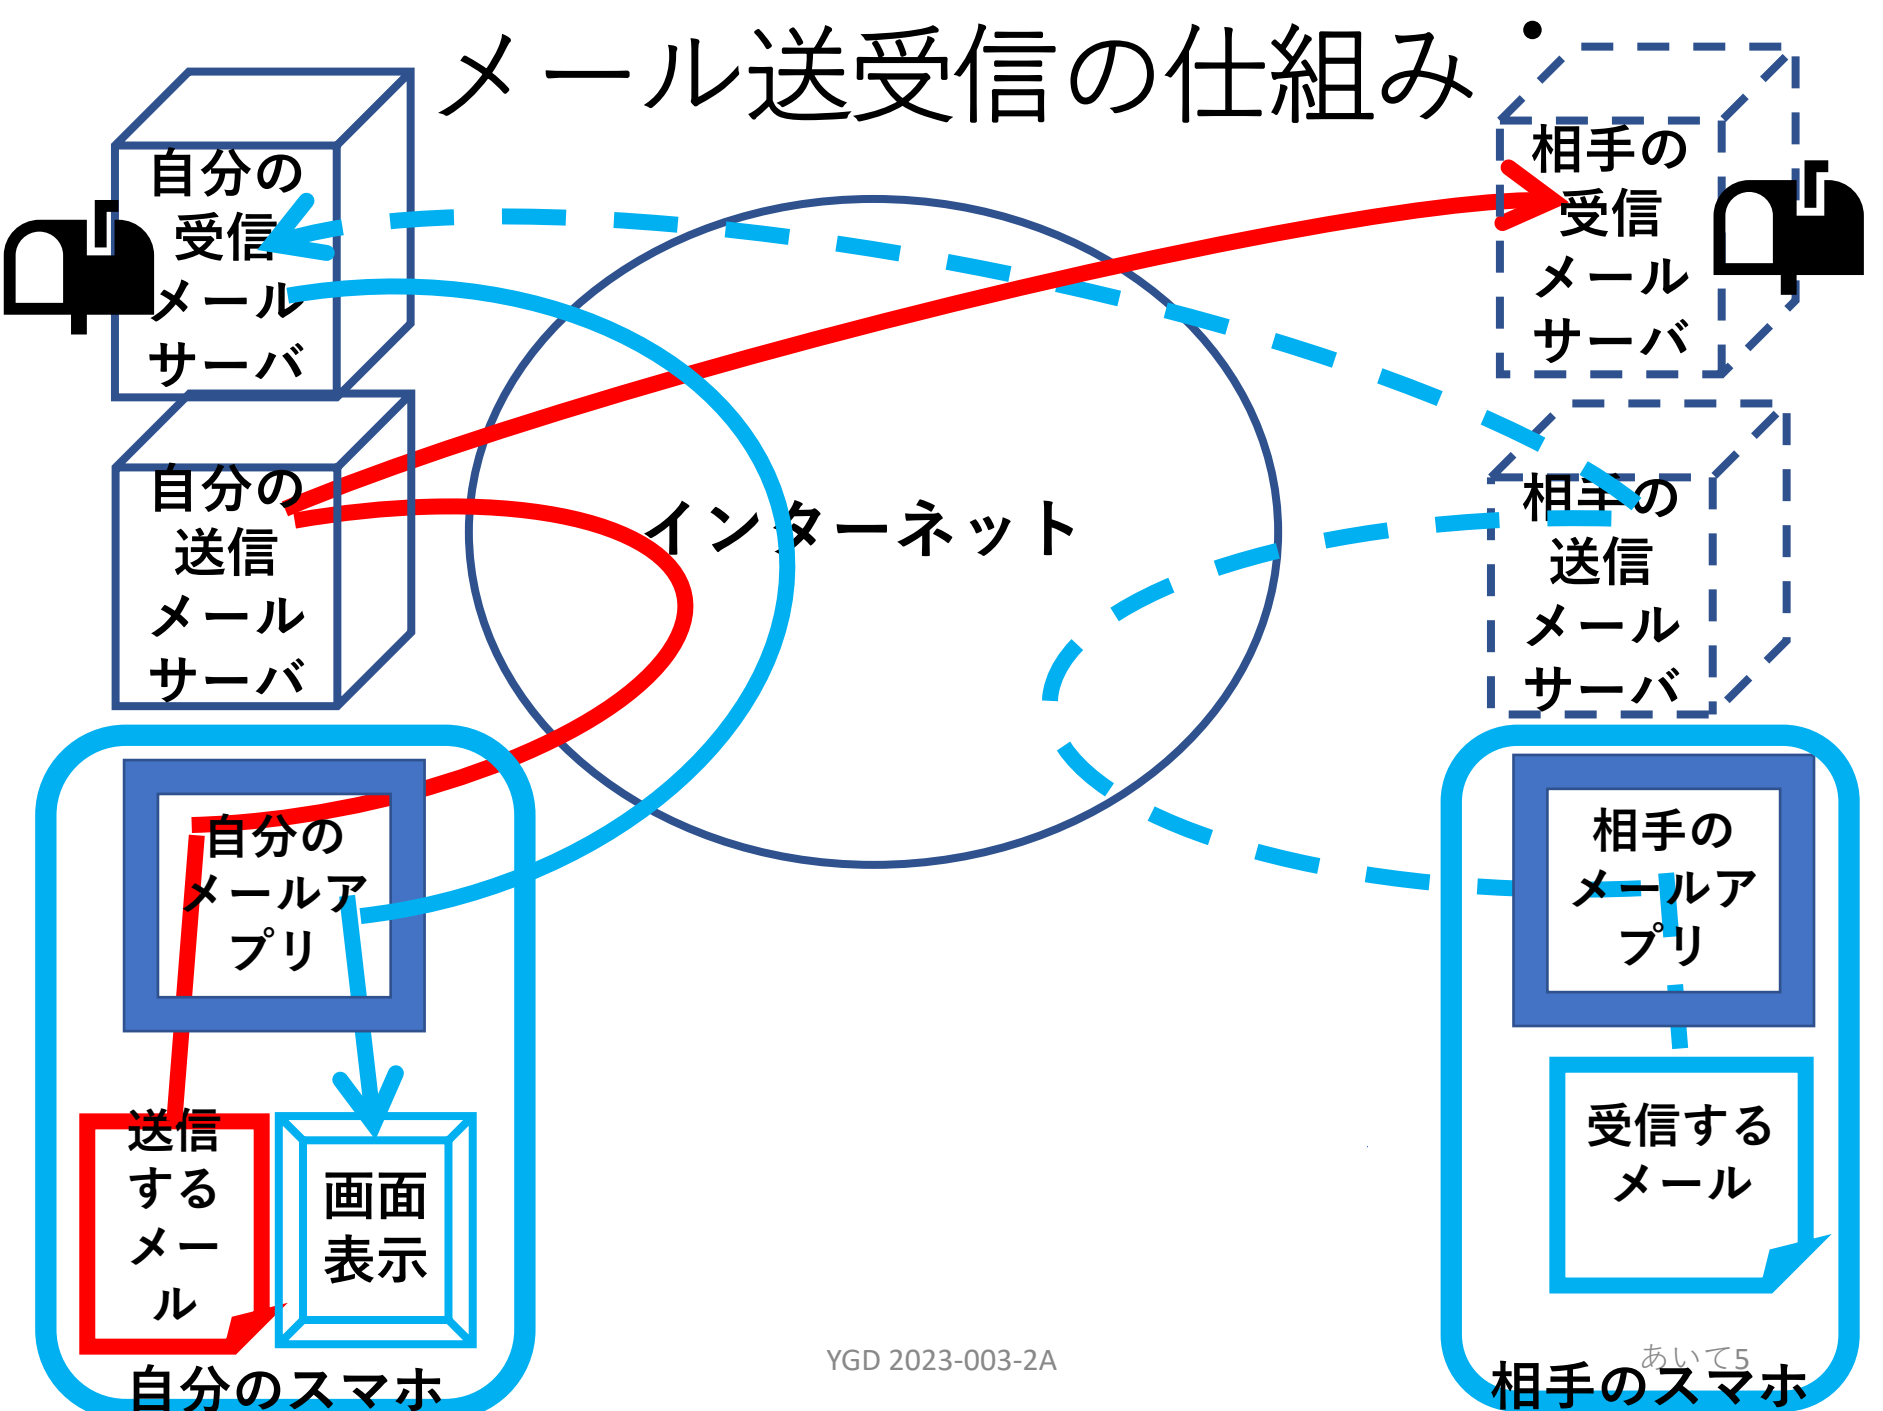 メール送受信の仕組み
自分の
受信
メール
サーバ
相手の
受信
メール
サーバ
自分の
送信
メール
サーバ
インターネット
相手の
送信
メール
サーバ
自分の
メールア
プリ
相手の
メールア
プリ
送信
する
メー
ル
画面
表示
受信する
メール
自分のスマホ
YGD 2023-003-2A
あいて5
相手のスマホ